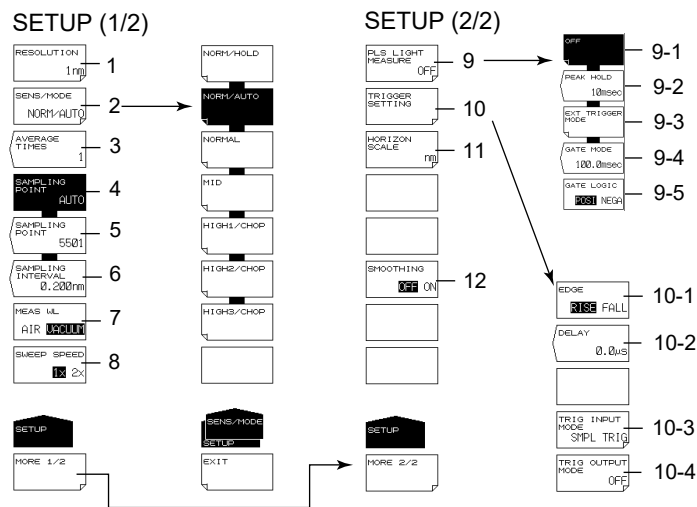 SETUP (1/2)
RESOLUTION
1nm
1
SENS/MODE
NORM/AUTO
2
AVERAGE
TIMES
1
3
SAMPLING
POINT
AUTO
4
SAMPLING
POINT
5501
5
SAMPLING
INTERVAL
0.200nm
6
MEAS WL
AIR VACUUM
7
SWEEP SPEED
1x 2x
8
SETUP
MORE 1/2
NORM/HOLD
NORM/AUTO
NORMAL
MID
HIGH1/CHOP
HIGH2/CHOP
HIGH3/CHOP
SENS/MODE
SETUP
EXIT
SETUP (2/2)
PLS LIGHT
MEASURE
OFF
9
TRIGGER
SETTING
10
HORIZON
SCALE
nm
11
SMOOTHING
OFF ON
12
SETUP
MORE 2/2
OFF
9-1
PEAK HOLD
10msec
9-2
EXT TRIGGER
MODE
9-3
GATE MODE
100.0msec
9-4
GATE LOGIC
POSI NEGA
9-5
EDGE
RISE FALL
10-1
DELAY
0.0µs
10-2
TRIG INPUT
MODE
SMPL TRIG
10-3
TRIG OUTPUT
MODE
OFF
10-4